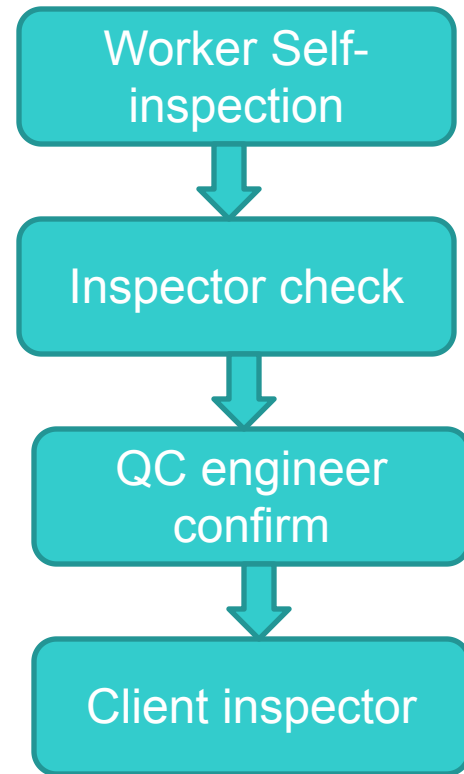 Worker Self-
inspection
Inspector check
QC engineer
confirm
Client inspector